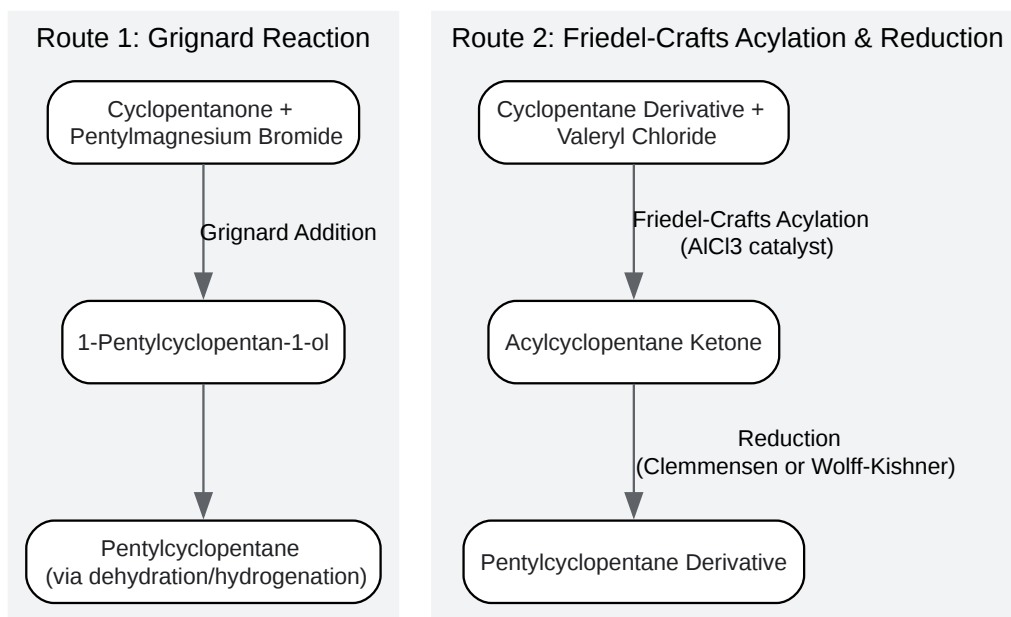 Route 1: Grignard Reaction
Cyclopentanone +
Pentylmagnesium Bromide
Grignard Addition
1-Pentylcyclopentan-1-ol
Pentylcyclopentane
(via dehydration/hydrogenation)
Route 2: Friedel-Crafts Acylation & Reduction
Cyclopentane Derivative +
Valeryl Chloride
Friedel-Crafts Acylation
(AlCl3 catalyst)
Acylcyclopentane Ketone
Reduction
(Clemmensen or Wolff-Kishner)
Pentylcyclopentane Derivative